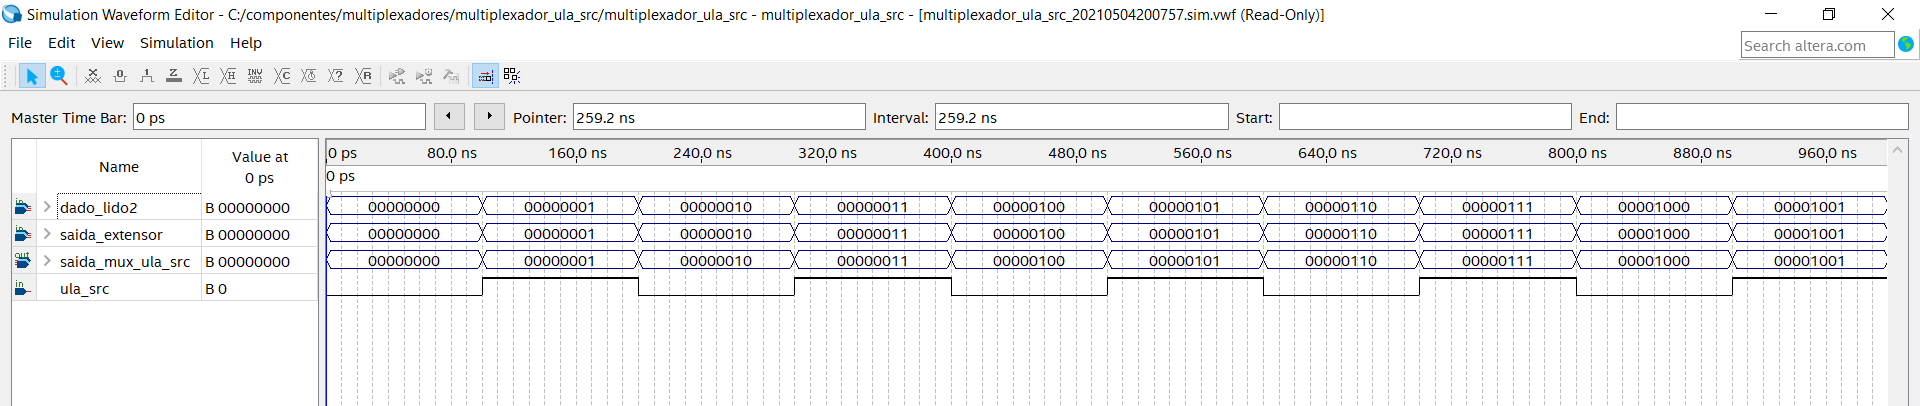 Simulation Waveform Editor - C:/componentes/multiplexadores/multiplexador_ula_src/multiplexador_ula_src - multiplexador_ula_src - [multiplexador_ula_src_20210504200757.sim.vwf (Read-Only)]
File Edit View Simulation Help
Search altera.com
Master Time Bar: 0 ps Pointer: 259.2 ns Interval: 259.2 ns Start: End:
Name Value at 0 ps
0 ps 80.0 ns 160.0 ns 240.0 ns 320.0 ns 400.0 ns 480.0 ns 560.0 ns 640.0 ns 720.0 ns 800.0 ns 880.0 ns 960.0 ns
0 ps
dado_lido2 B 00000000 00000000 00000001 00000010 00000011 00000100 00000101 00000110 00000111 00001000 00001001
saida_extensor B 00000000 00000000 00000001 00000010 00000011 00000100 00000101 00000110 00000111 00001000 00001001
saida_mux_ula_src B 00000000 00000000 00000001 00000010 00000011 00000100 00000101 00000110 00000111 00001000 00001001
ula_src B 0